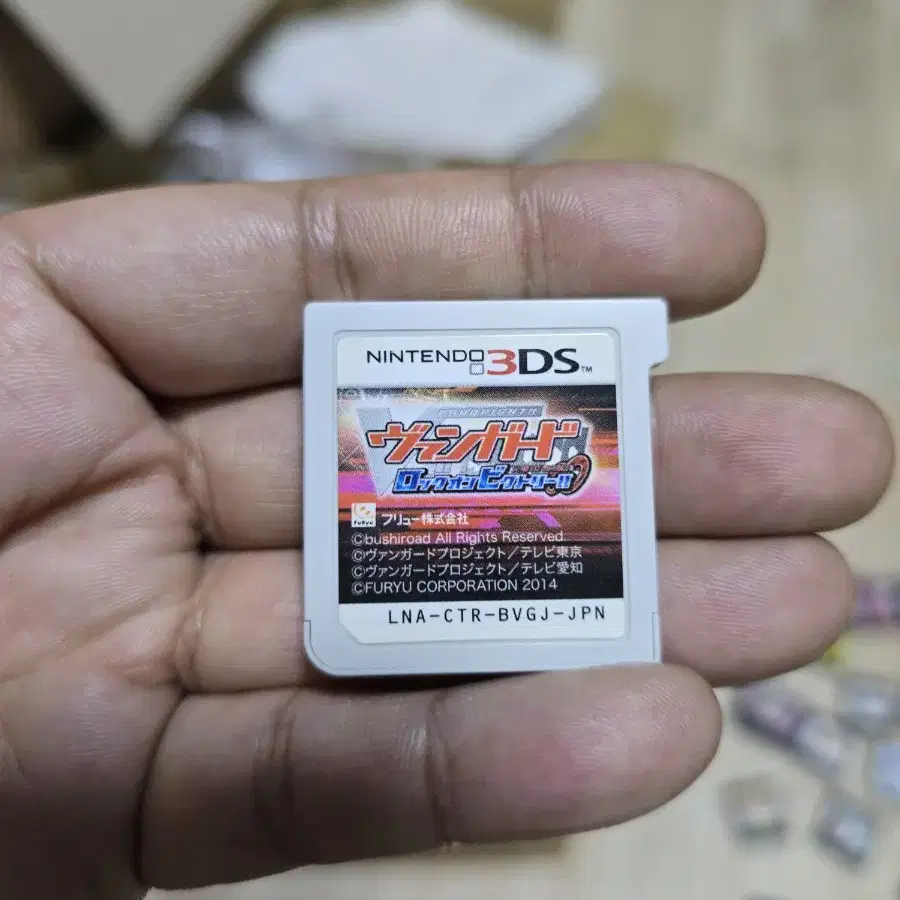 NINTENDO 3DS™
ヴァンガード
ロックオンビクトリー!!
FURYU フリュー株式会社
©bushiroad All Rights Reserved.
©ヴァンガードプロジェクト/テレビ東京
©ヴァンガードプロジェクト/テレビ愛知
©FURYU CORPORATION 2014
LNA-CTR-BVGJ-JPN